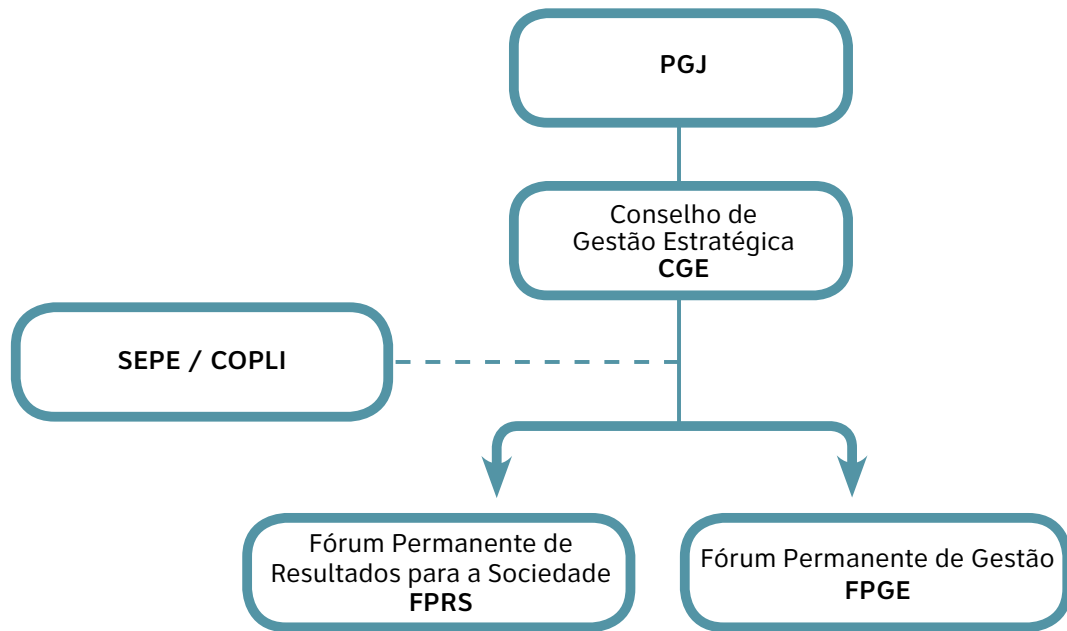 PGJ
Conselho de
Gestão Estratégica
CGE
SEPE / COPLI
Fórum Permanente de
Resultados para a Sociedade
FPRS
Fórum Permanente de Gestão
FPGE